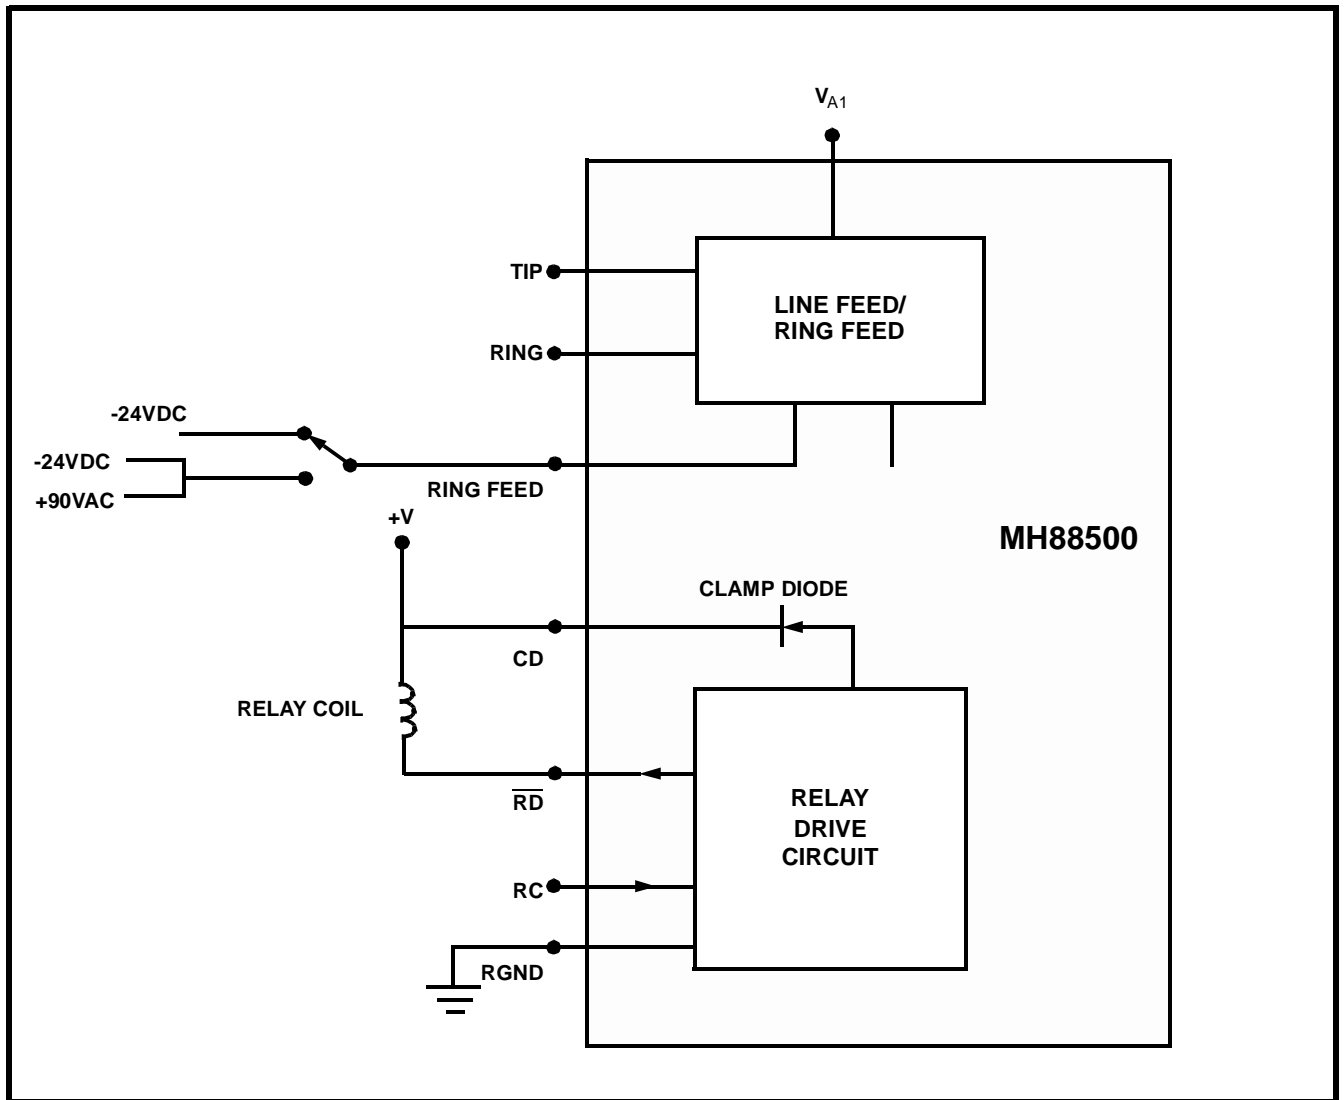 VA1
TIP
LINE FEED/
RING FEED
RING
-24VDC
-24VDC
+90VAC
RING FEED
+V
MH88500
CLAMP DIODE
CD
RELAY COIL
RD
RELAY
DRIVE
CIRCUIT
RC
RGND